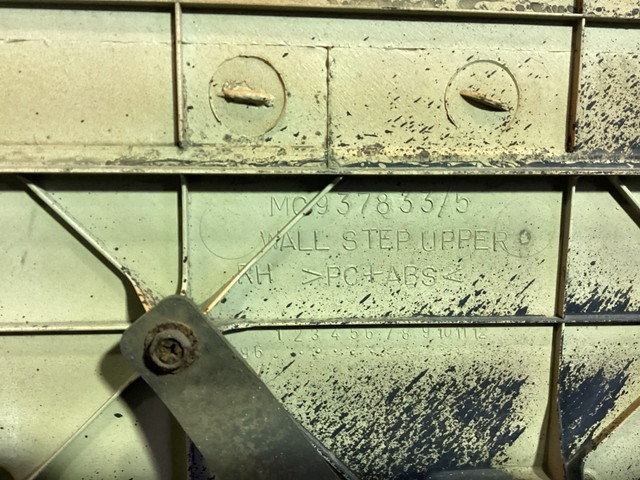 MC937833/5
WALL STEP,UPPER
RH >PC+ABS<
1 2 3 4 5 6 7 8 9 10 11 12
96